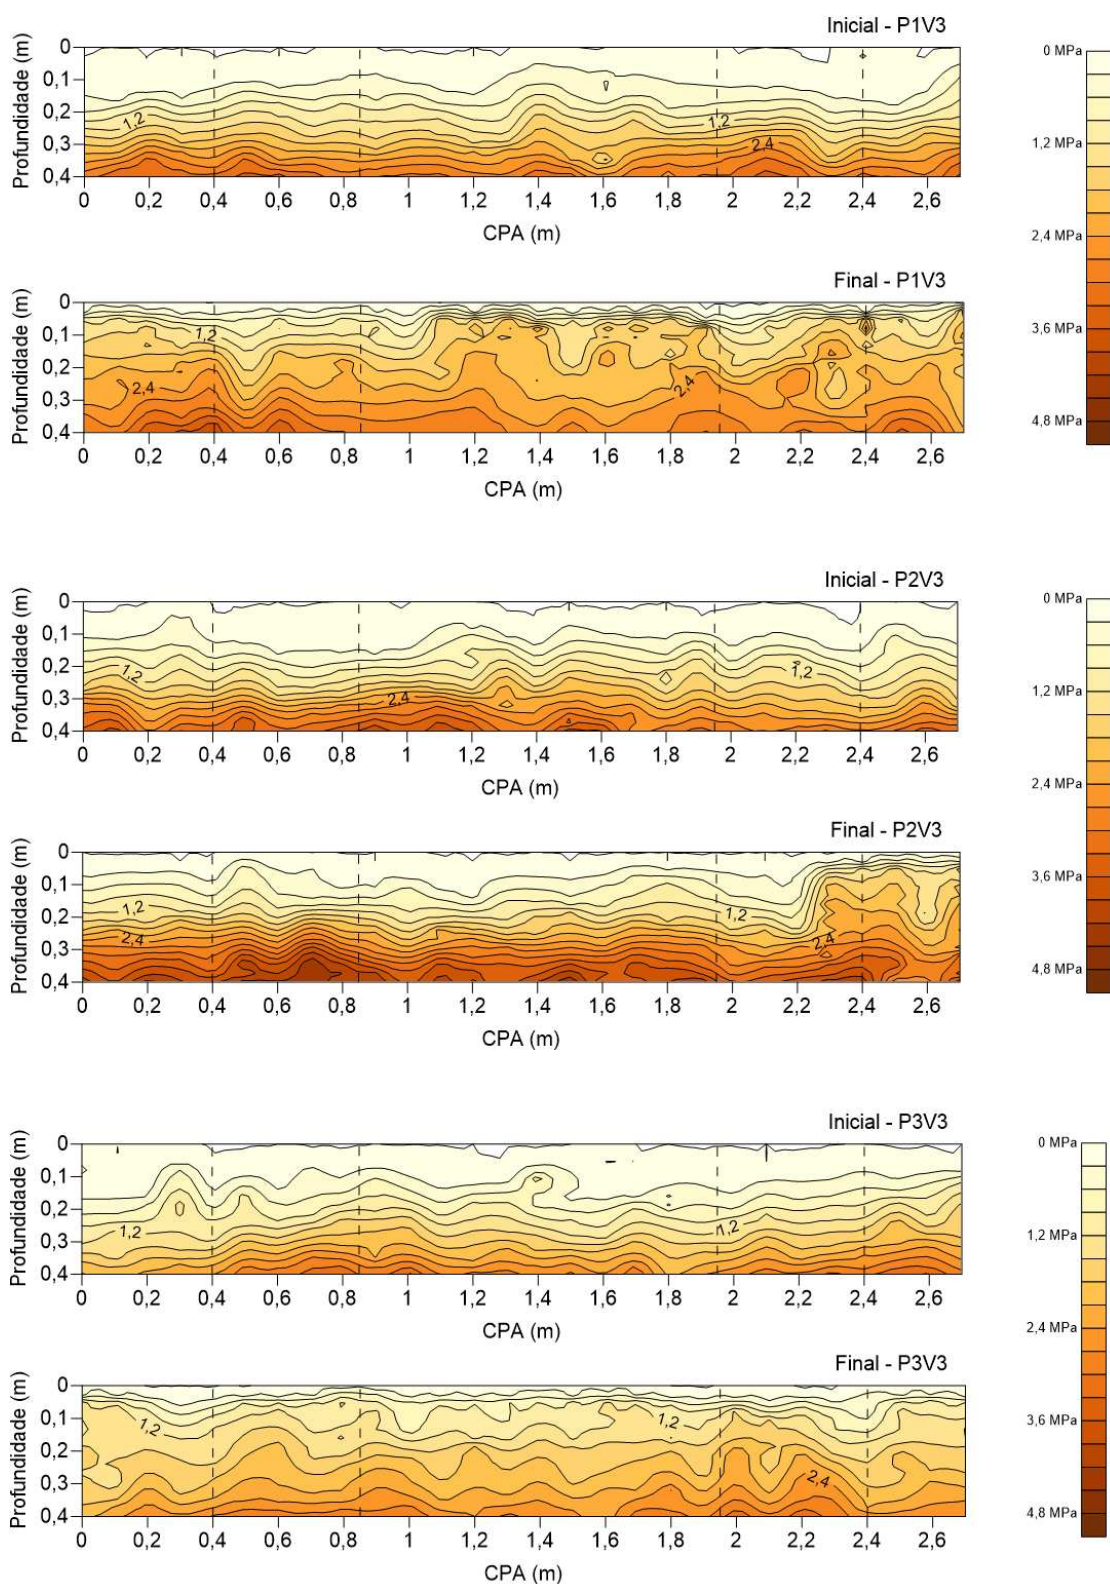 Inicial - P1V3
Profundidade (m)
0
0,1
0,2
0,3
0,4
1,2
1,2
2,4
0 0,2 0,4 0,6 0,8 1 1,2 1,4 1,6 1,8 2 2,2 2,4 2,6
CPA (m)
0 MPa
1,2 MPa
2,4 MPa
3,6 MPa
4,8 MPa
Final - P1V3
Profundidade (m)
0
0,1
0,2
0,3
0,4
1,2
2,4
2,4
0 0,2 0,4 0,6 0,8 1 1,2 1,4 1,6 1,8 2 2,2 2,4 2,6
CPA (m)
Inicial - P2V3
Profundidade (m)
0
0,1
0,2
0,3
0,4
1,2
2,4
1,2
0 0,2 0,4 0,6 0,8 1 1,2 1,4 1,6 1,8 2 2,2 2,4 2,6
CPA (m)
0 MPa
1,2 MPa
2,4 MPa
3,6 MPa
4,8 MPa
Final - P2V3
Profundidade (m)
0
0,1
0,2
0,3
0,4
1,2
2,4
1,2
2,4
0 0,2 0,4 0,6 0,8 1 1,2 1,4 1,6 1,8 2 2,2 2,4 2,6
CPA (m)
Inicial - P3V3
Profundidade (m)
0
0,1
0,2
0,3
0,4
1,2
1,2
0 0,2 0,4 0,6 0,8 1 1,2 1,4 1,6 1,8 2 2,2 2,4 2,6
CPA (m)
0 MPa
1,2 MPa
2,4 MPa
3,6 MPa
4,8 MPa
Final - P3V3
Profundidade (m)
0
0,1
0,2
0,3
0,4
1,2
1,2
2,4
0 0,2 0,4 0,6 0,8 1 1,2 1,4 1,6 1,8 2 2,2 2,4 2,6
CPA (m)